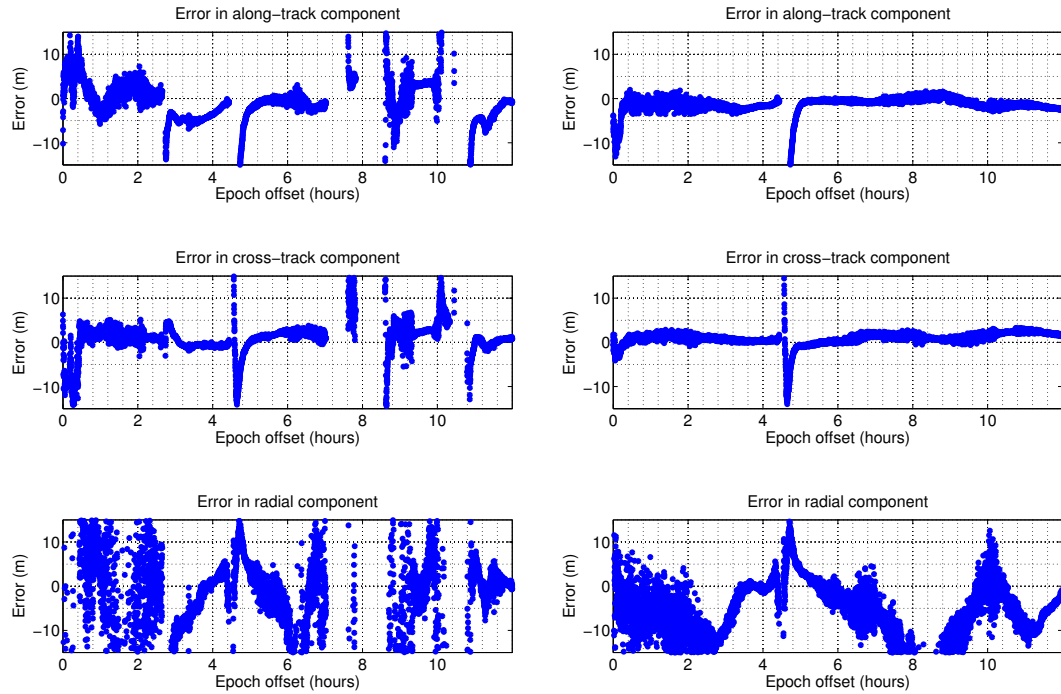 Error in along−track component
Error (m)
10
0
−10
0 2 4 6 8 10
Epoch offset (hours)
Error in along−track component
Error (m)
10
0
−10
0 2 4 6 8 10
Epoch offset (hours)
Error in cross−track component
Error (m)
10
0
−10
0 2 4 6 8 10
Epoch offset (hours)
Error in cross−track component
Error (m)
10
0
−10
0 2 4 6 8 10
Epoch offset (hours)
Error in radial component
Error (m)
10
0
−10
0 2 4 6 8 10
Epoch offset (hours)
Error in radial component
Error (m)
10
0
−10
0 2 4 6 8 10
Epoch offset (hours)